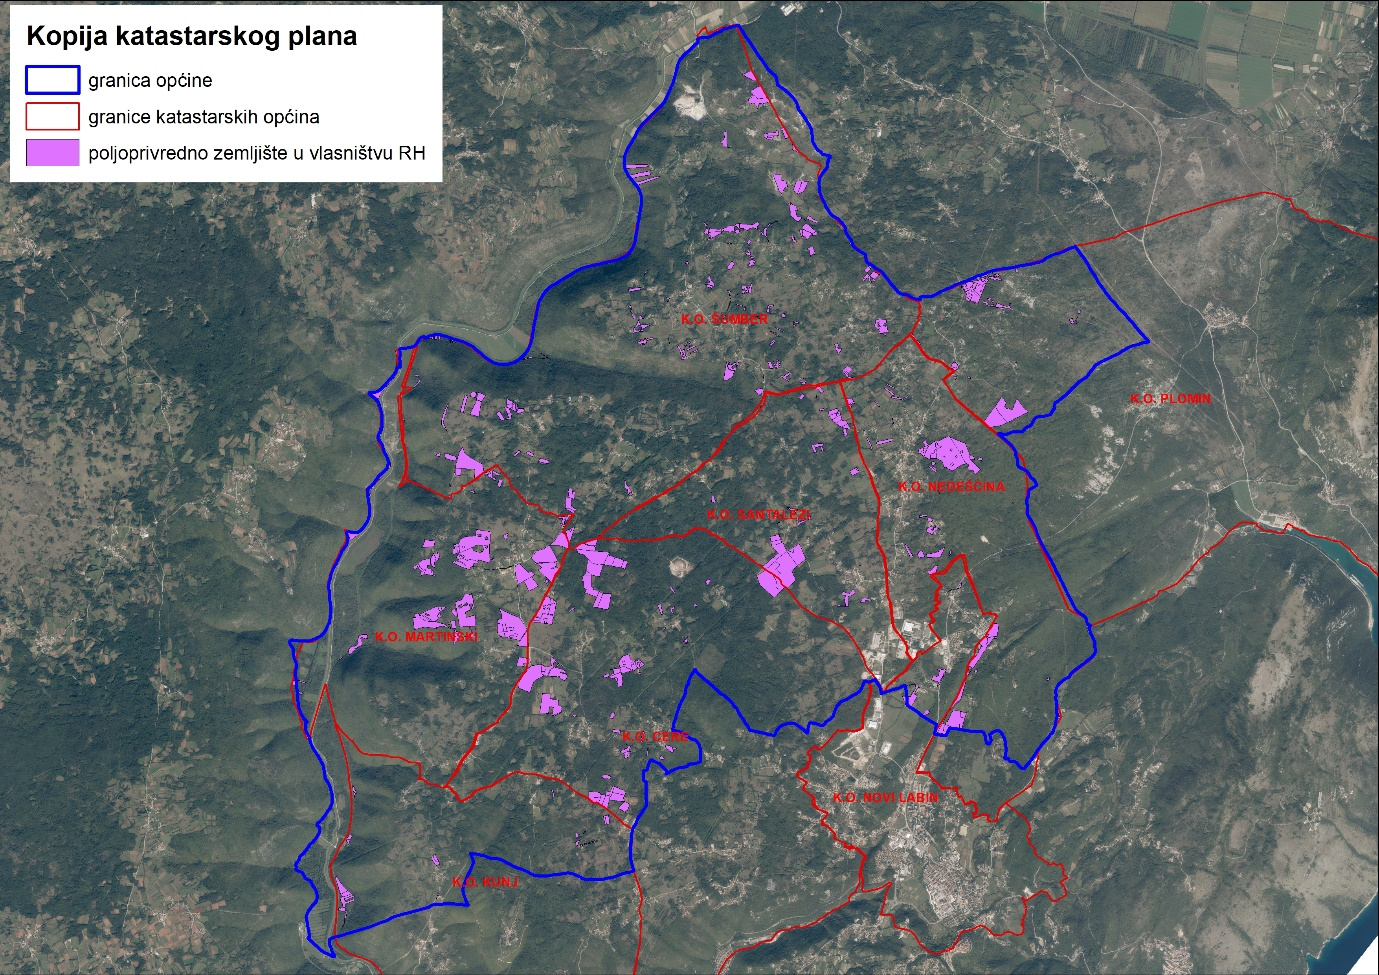 Kopija katastarskog plana
granica općine
granice katastarskih općina
poljoprivredno zemljište u vlasništvu RH
K.O. ŠUMBER
K.O. PLOMIN
K.O. NEDEŠĆINA
K.O. SANTALEZI
K.O. MARTINSKI
K.O. CERE
K.O. NOVI LABIN
K.O. KUNJ